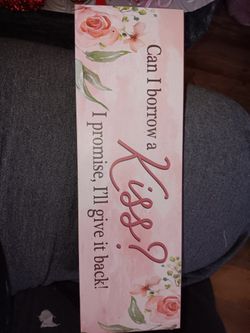 Can I borrow a
Kiss?
I promise, I'll give it back!